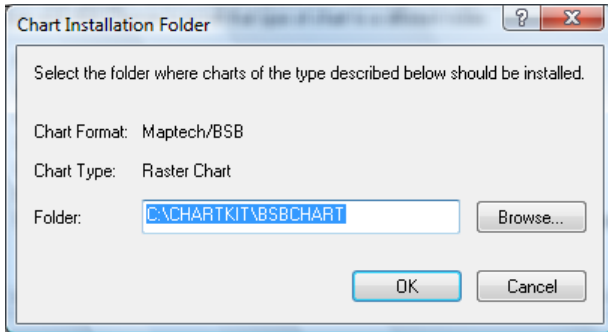 Chart Installation Folder
Select the folder where charts of the type described below should be installed.
Chart Format: Maptech/BSB
Chart Type: Raster Chart
Folder: C:\CHARTKIT\BSBCHART Browse...
OK Cancel